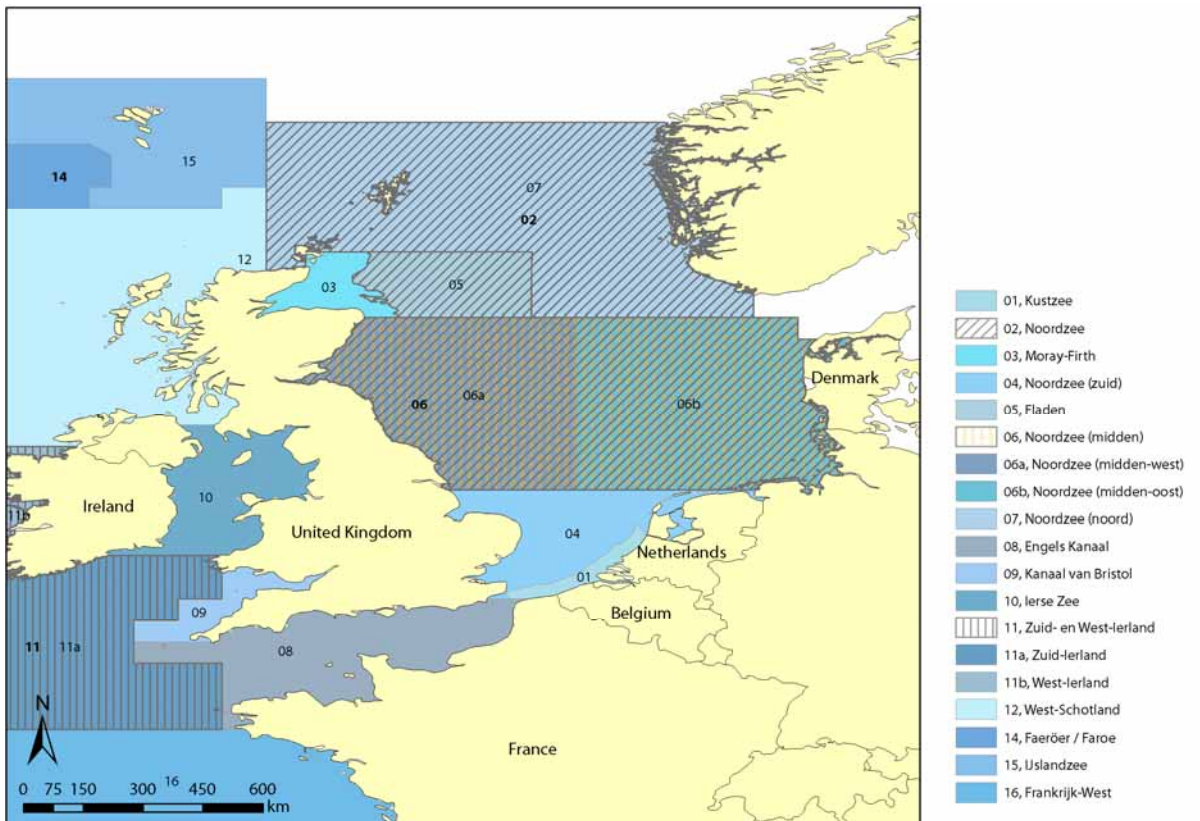 15
14
07
02
12
03
05
06
06a
06b
Denmark
11b
Ireland
10
United Kingdom
04
Netherlands
01
Belgium
09
11
11a
08
N
France
16
0 75 150 300 450 600
km
01, Kustzee
02, Noordzee
03, Moray-Firth
04, Noordzee (zuid)
05, Fladen
06, Noordzee (midden)
06a, Noordzee (midden-west)
06b, Noordzee (midden-oost)
07, Noordzee (noord)
08, Engels Kanaal
09, Kanaal van Bristol
10, Ierse Zee
11, Zuid- en West-Ierland
11a, Zuid-Ierland
11b, West-Ierland
12, West-Schotland
14, Faeröer / Faroe
15, IJslandzee
16, Frankrijk-West